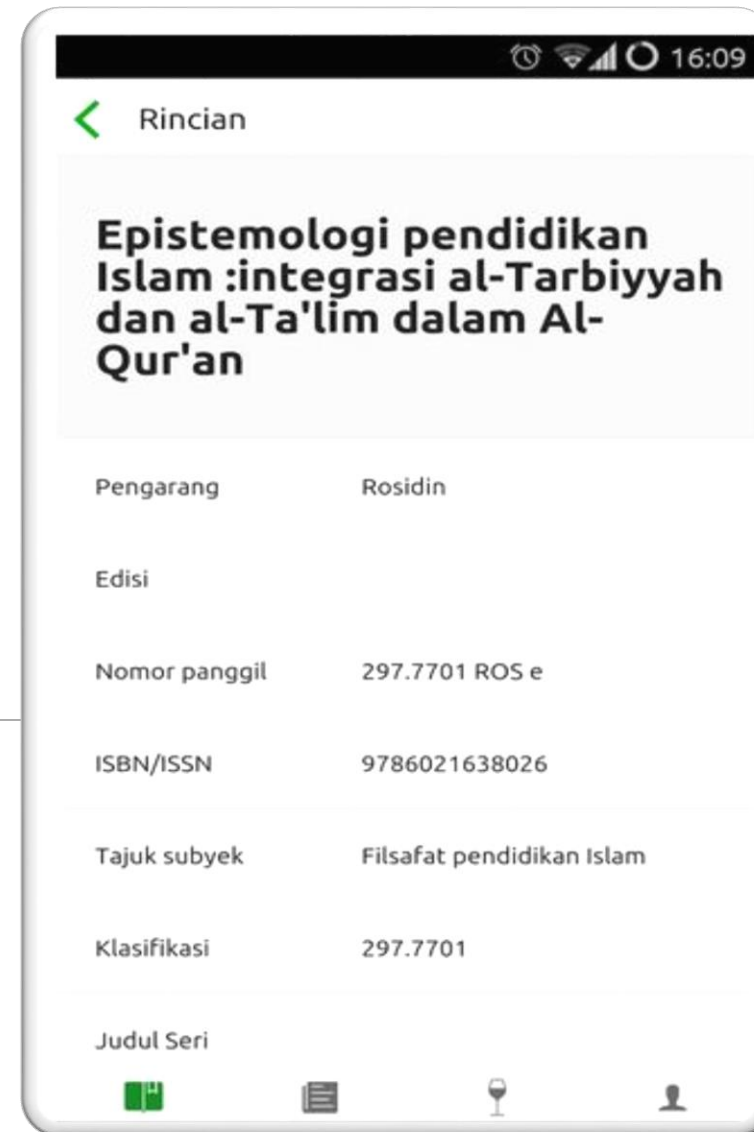 16:09
Rincian
Epistemologi pendidikan
Islam :integrasi al-Tarbiyyah
dan al-Ta'lim dalam Al-
Qur'an
Pengarang Rosidin
Edisi
Nomor panggil 297.7701 ROS e
ISBN/ISSN 9786021638026
Tajuk subyek Filsafat pendidikan Islam
Klasifikasi 297.7701
Judul Seri